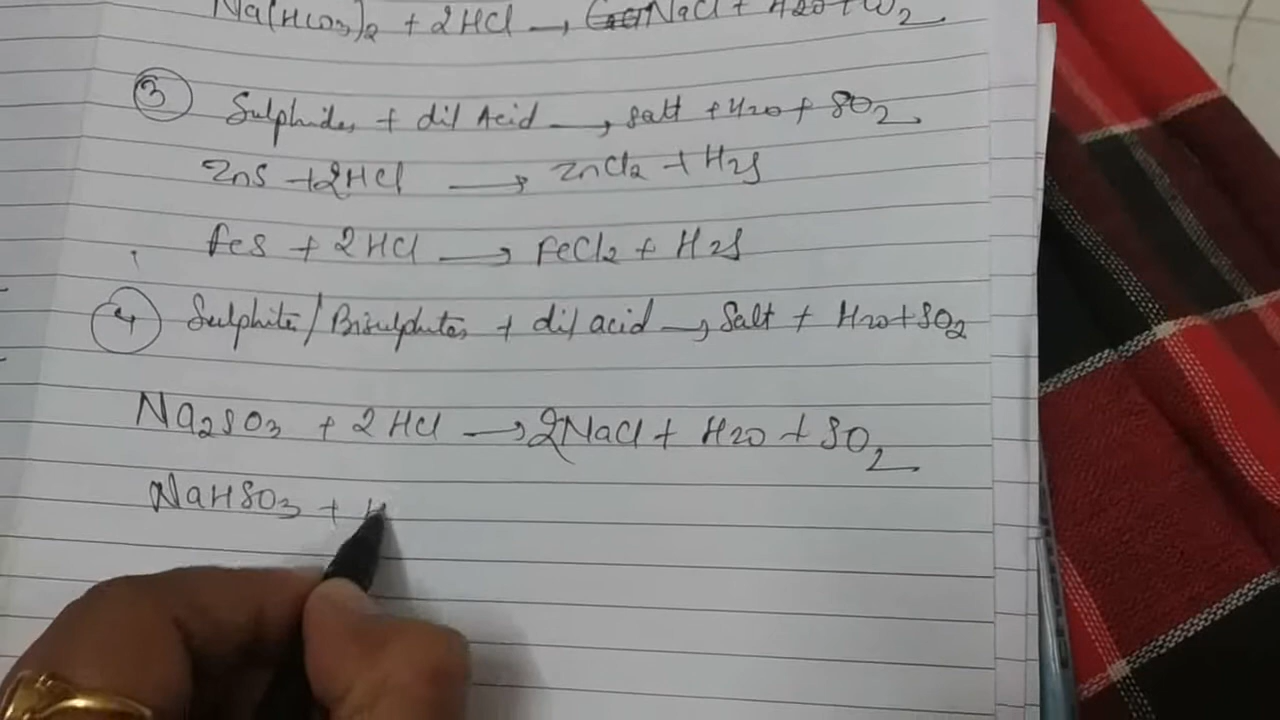 Na(HCO3)2 + 2HCl → NaCl + H2O + CO2
③ Sulphides + dil Acid → salt + H2O + SO2.
ZnS + 2HCl → ZnCl2 + H2S
FeS + 2HCl → FeCl2 + H2S
④ Sulphite/Bisulphites + dil acid → Salt + H2O + SO2
Na2SO3 + 2HCl → 2NaCl + H2O + SO2
NaHSO3 + H